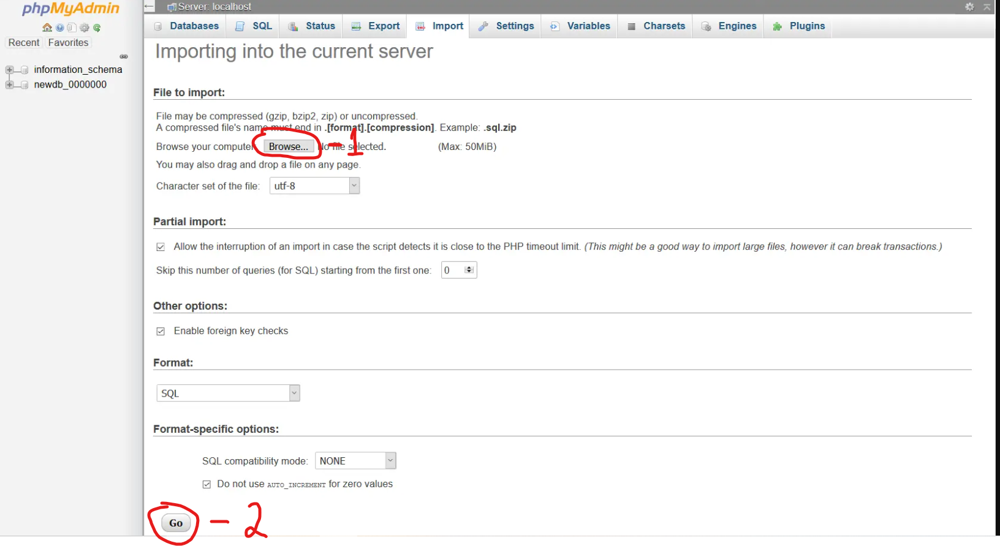 phpMyAdmin
Recent Favorites
information_schema
newdb_0000000
Server: localhost
Databases SQL Status Export Import Settings Variables Charsets Engines Plugins
Importing into the current server
File to import:
File may be compressed (gzip, bzip2, zip) or uncompressed.
A compressed file's name must end in .[format].[compression]. Example: .sql.zip
Browse your computer Browse... No file selected. (Max: 50MiB)
- 1
You may also drag and drop a file on any page.
Character set of the file: utf-8
Partial import:
Allow the interruption of an import in case the script detects it is close to the PHP timeout limit. (This might be a good way to import large files, however it can break transactions.)
Skip this number of queries (for SQL) starting from the first one: 0
Other options:
Enable foreign key checks
Format:
SQL
Format-specific options:
SQL compatibility mode: NONE
Do not use AUTO_INCREMENT for zero values
Go - 2